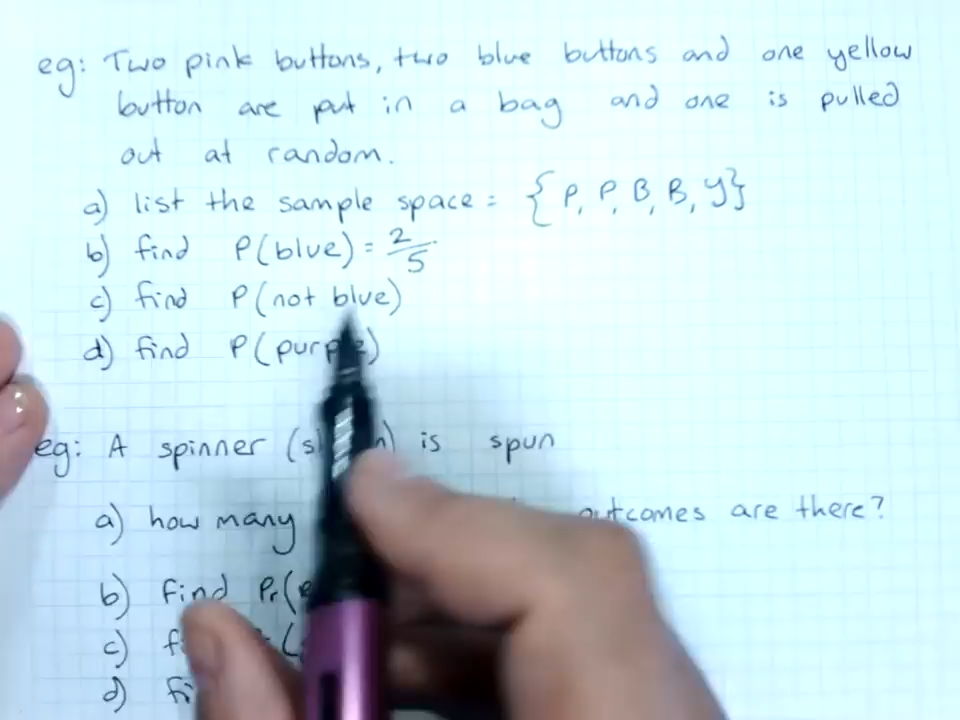 eg: Two pink buttons, two blue buttons and one yellow
button are put in a bag and one is pulled
out at random.
a) list the sample space = {P, P, B, B, Y}
b) find P(blue) = 2/5
c) find P(not blue)
d) find
eg: A spinner is spun
a) how many outcomes are there?
b) find Pr(
c)
d)